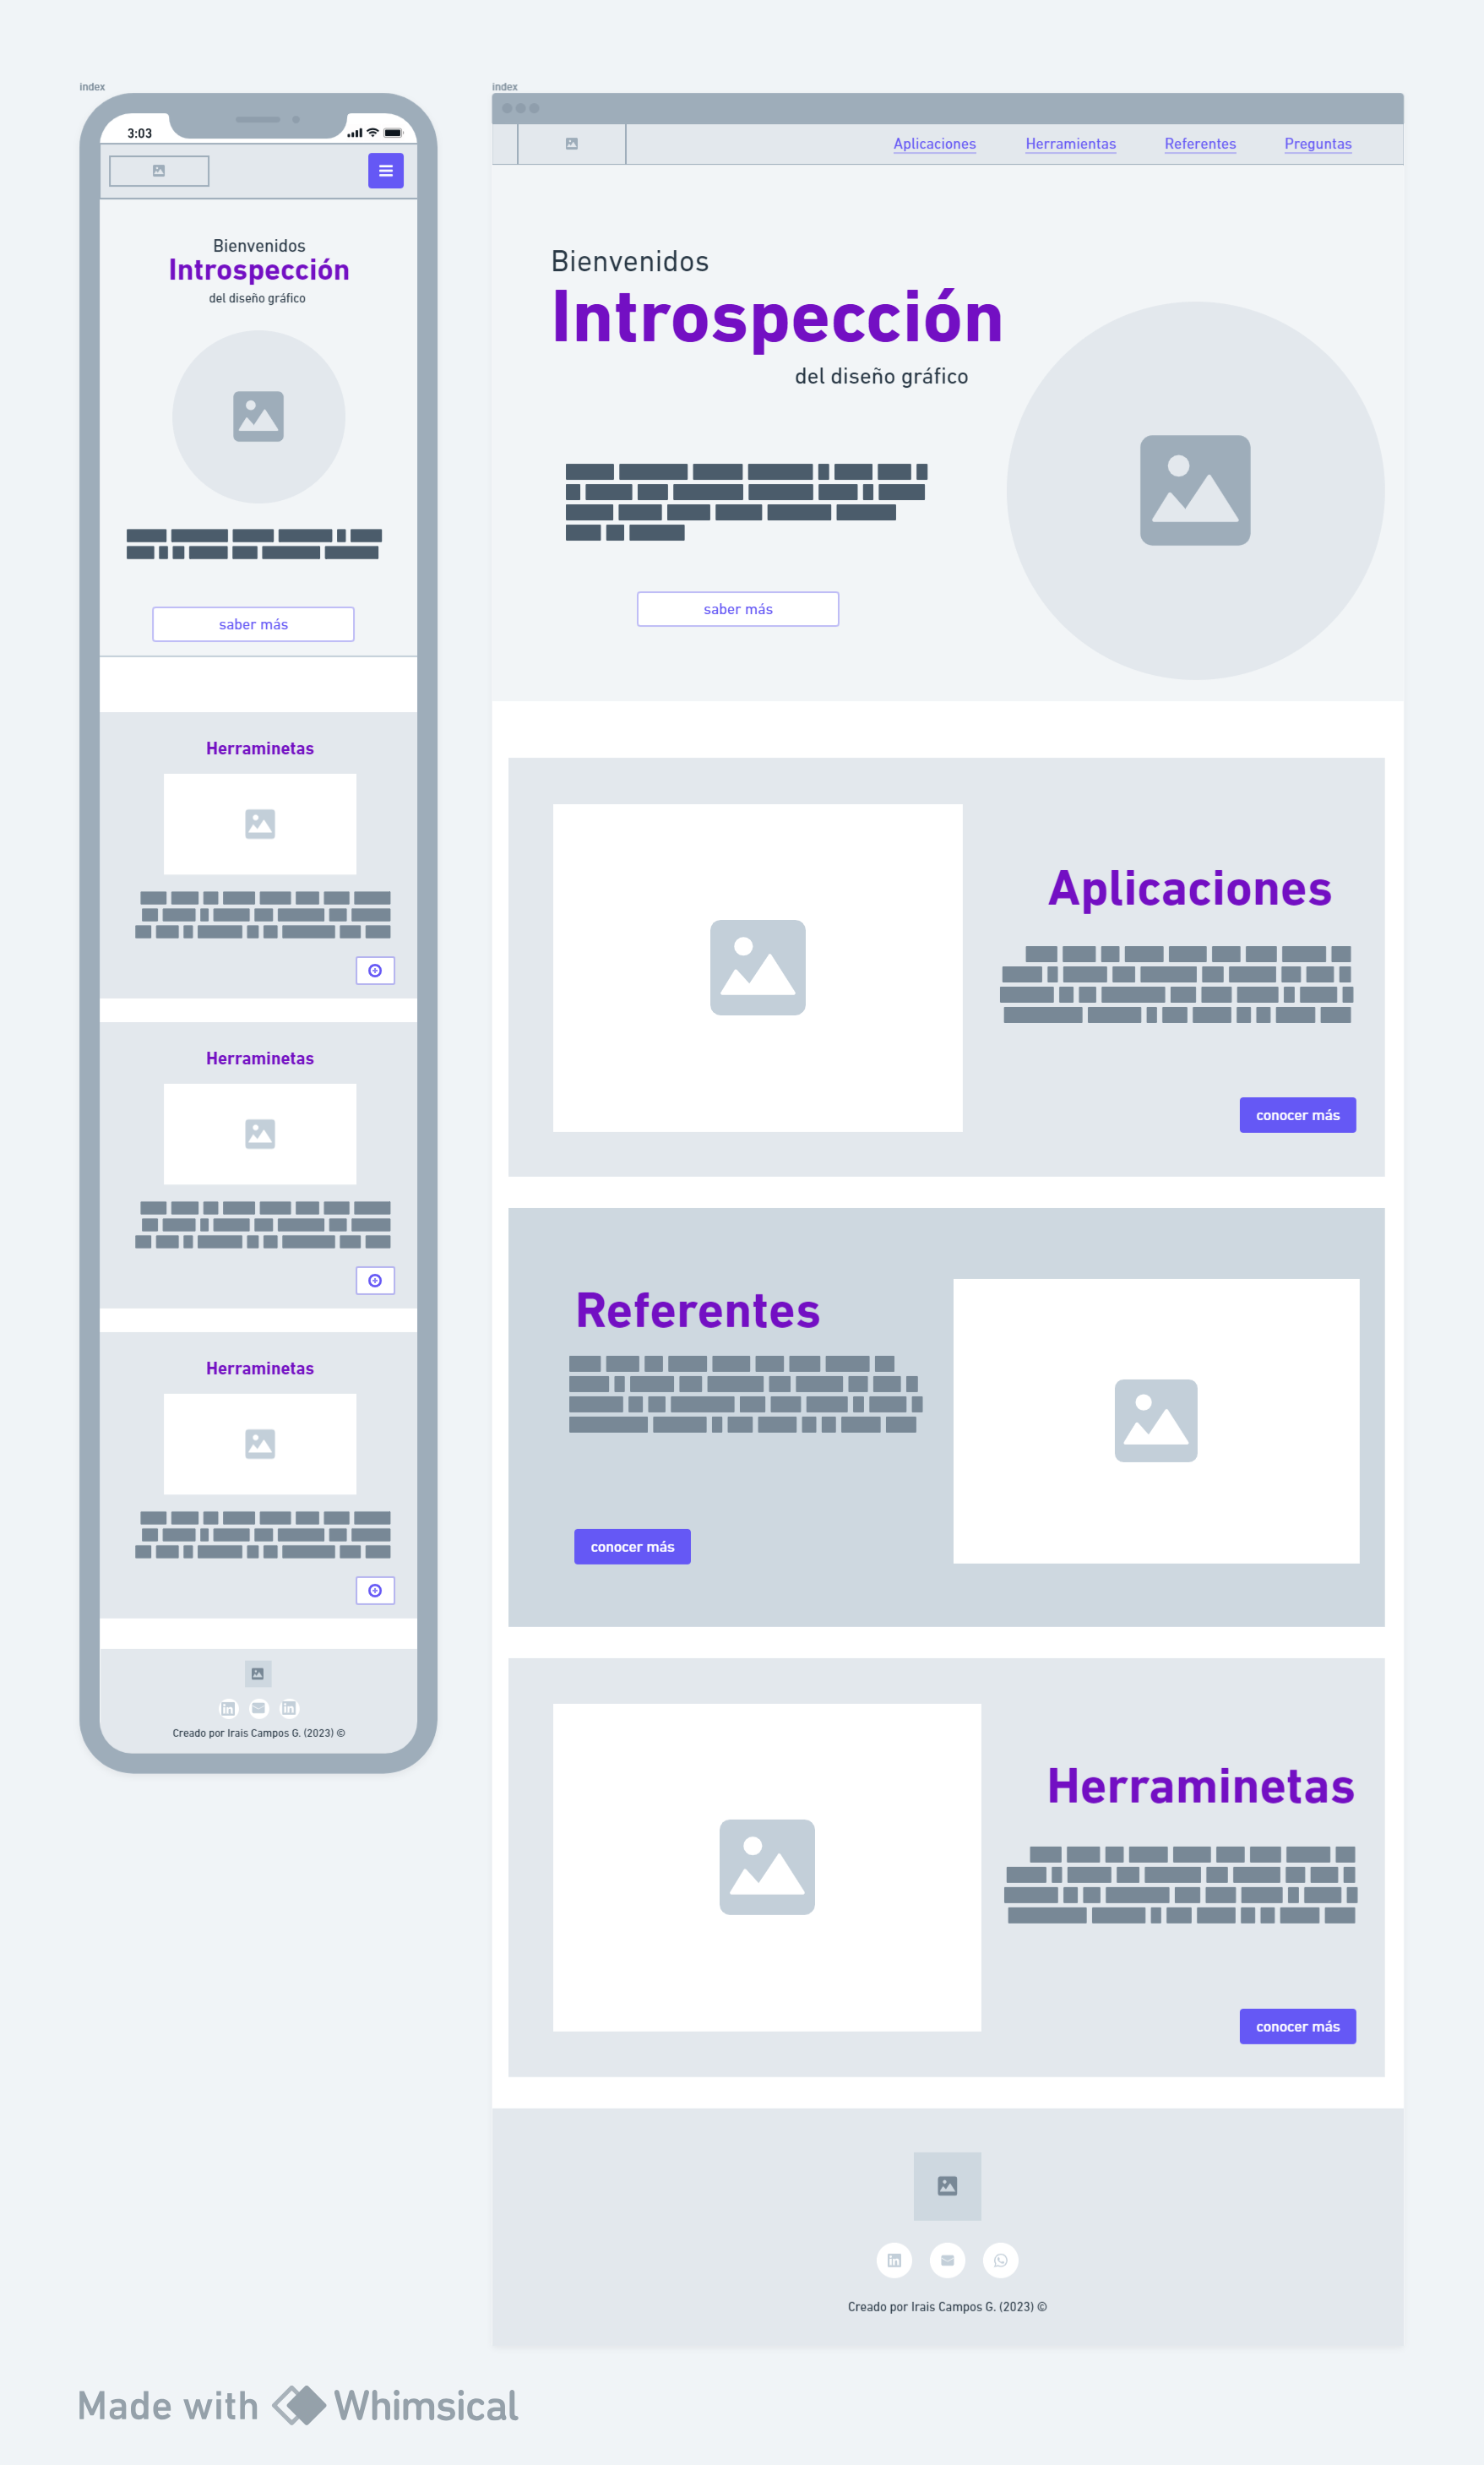 index
3:03
Bienvenidos
Introspección
del diseño gráfico
saber más
Herraminetas
Herraminetas
Herraminetas
Creado por Irais Campos G. (2023) ©
index
Aplicaciones Herramientas Referentes Preguntas
Bienvenidos
Introspección
del diseño gráfico
saber más
Aplicaciones
conocer más
Referentes
conocer más
Herraminetas
conocer más
Creado por Irais Campos G. (2023) ©
Made with Whimsical